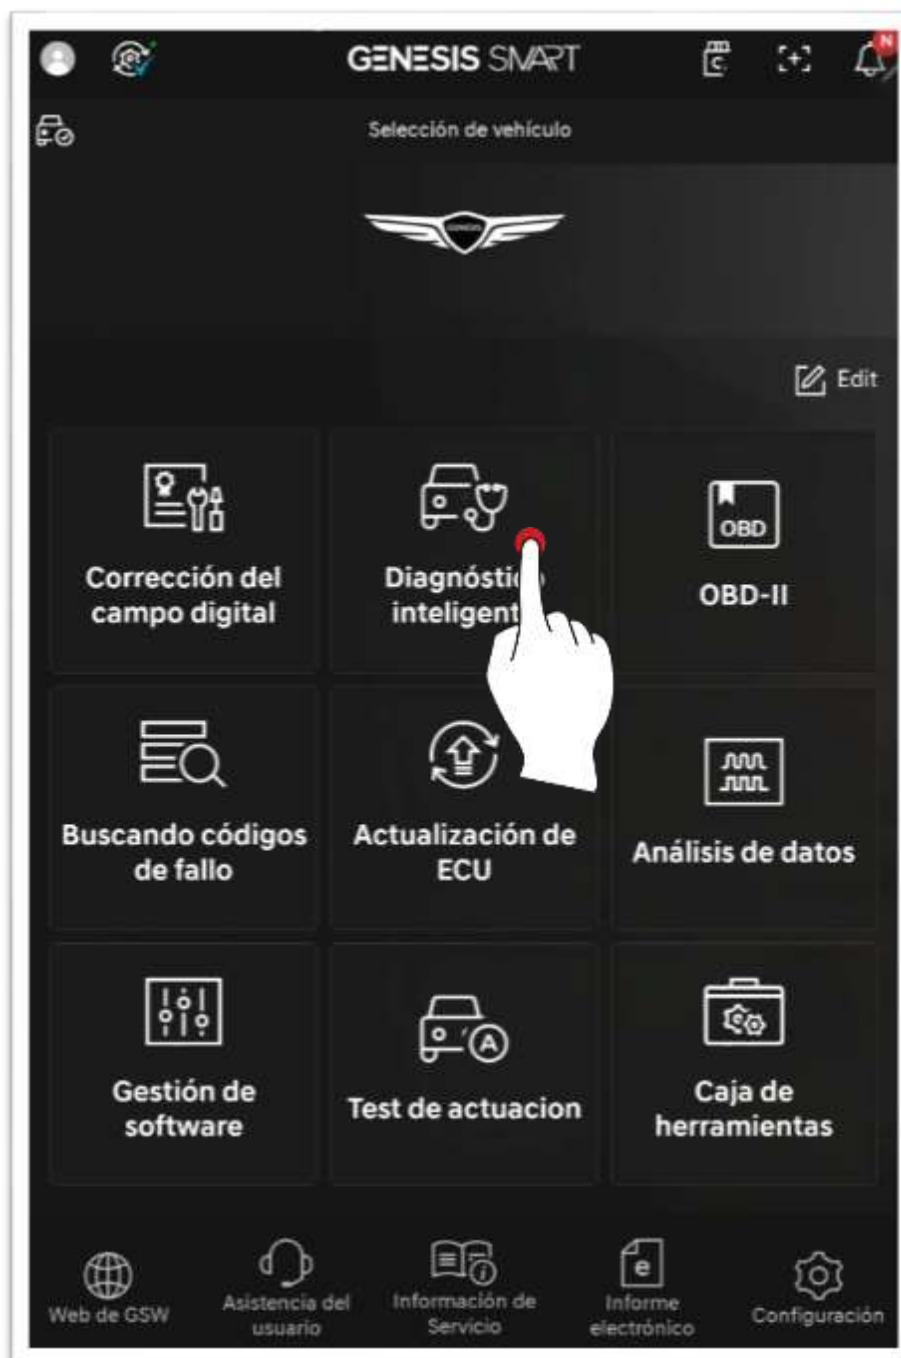 GENESIS SMART
N
C
Selección de vehículo
GENESIS
Edit
OBD
Corrección del
campo digital
Diagnóstico
inteligent
OBD-II
Buscando códigos
de fallo
Actualización de
ECU
Análisis de datos
A
Gestión de
software
Test de actuacion
Caja de
herramientas
i
e
Web de GSW
Asistencia del
usuario
Información de
Servicio
Informe
electrónico
Configuración